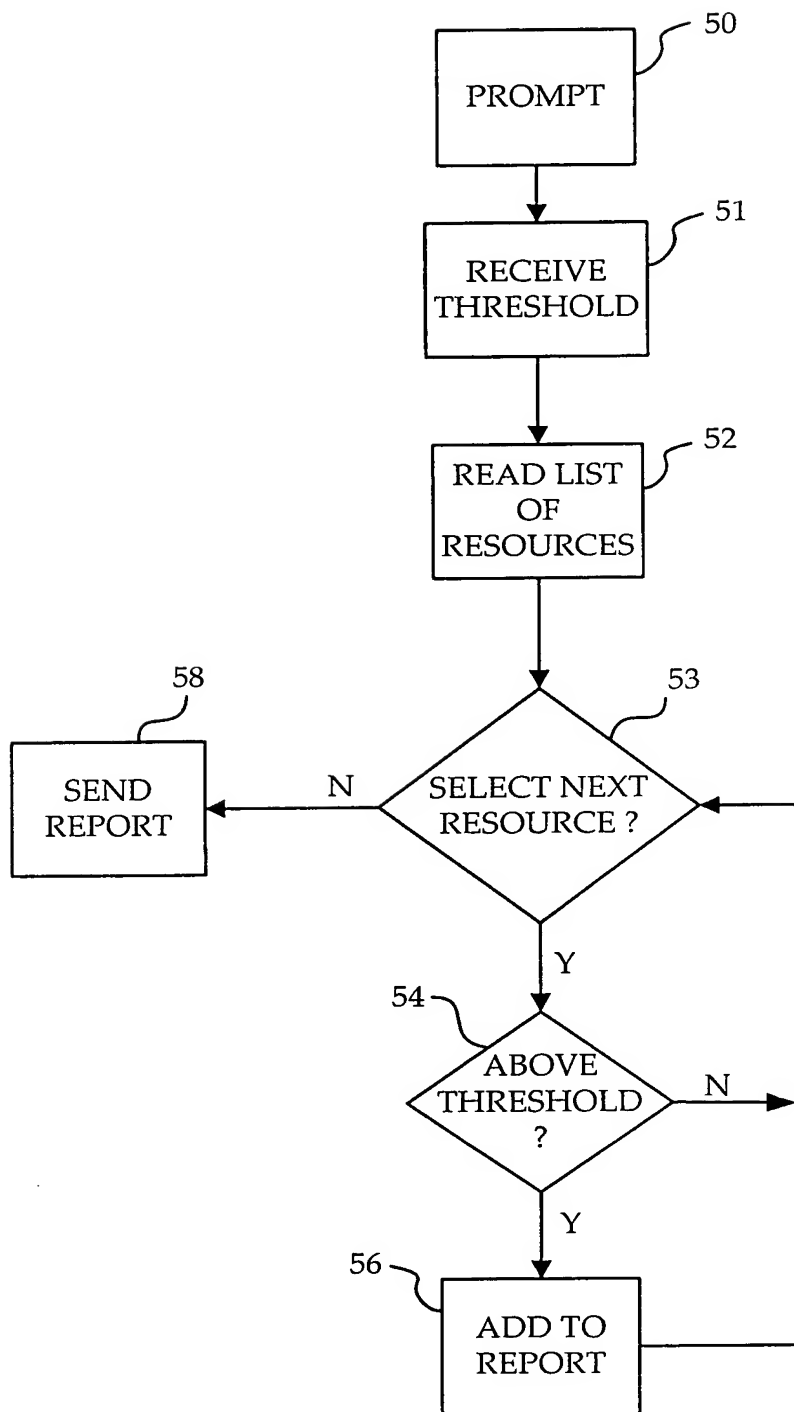 50
PROMPT
51
RECEIVE
THRESHOLD
52
READ LIST
OF
RESOURCES
58
53
SEND
REPORT
N
SELECT NEXT
RESOURCE ?
Y
54
ABOVE
THRESHOLD
?
N
Y
56
ADD TO
REPORT